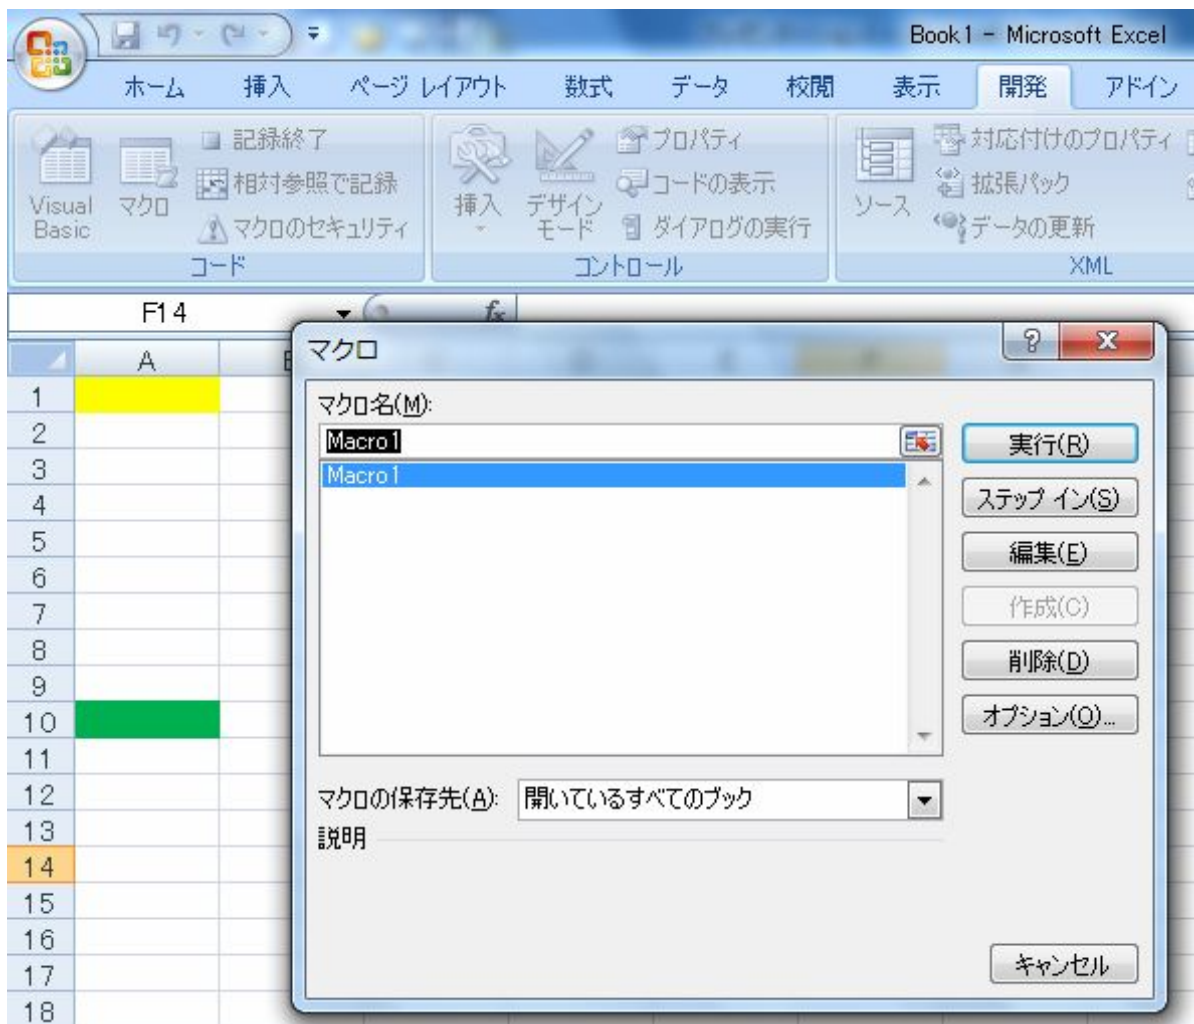 Book1 - Microsoft Excel
ホーム 挿入 ページ レイアウト 数式 データ 校閲 表示 開発 アドイン
Visual Basic
マクロ
記録終了
相対参照で記録
マクロのセキュリティ
コード
挿入
デザイン モード
プロパティ
コードの表示
ダイアログの実行
コントロール
ソース
対応付けのプロパティ
拡張パック
データの更新
XML
F14
fx
A
1
2
3
4
5
6
7
8
9
10
11
12
13
14
15
16
17
18
マクロ
マクロ名(M):
Macro1
Macro1
実行(R)
ステップ イン(S)
編集(E)
作成(C)
削除(D)
オプション(O)...
マクロの保存先(A): 開いているすべてのブック
説明
キャンセル